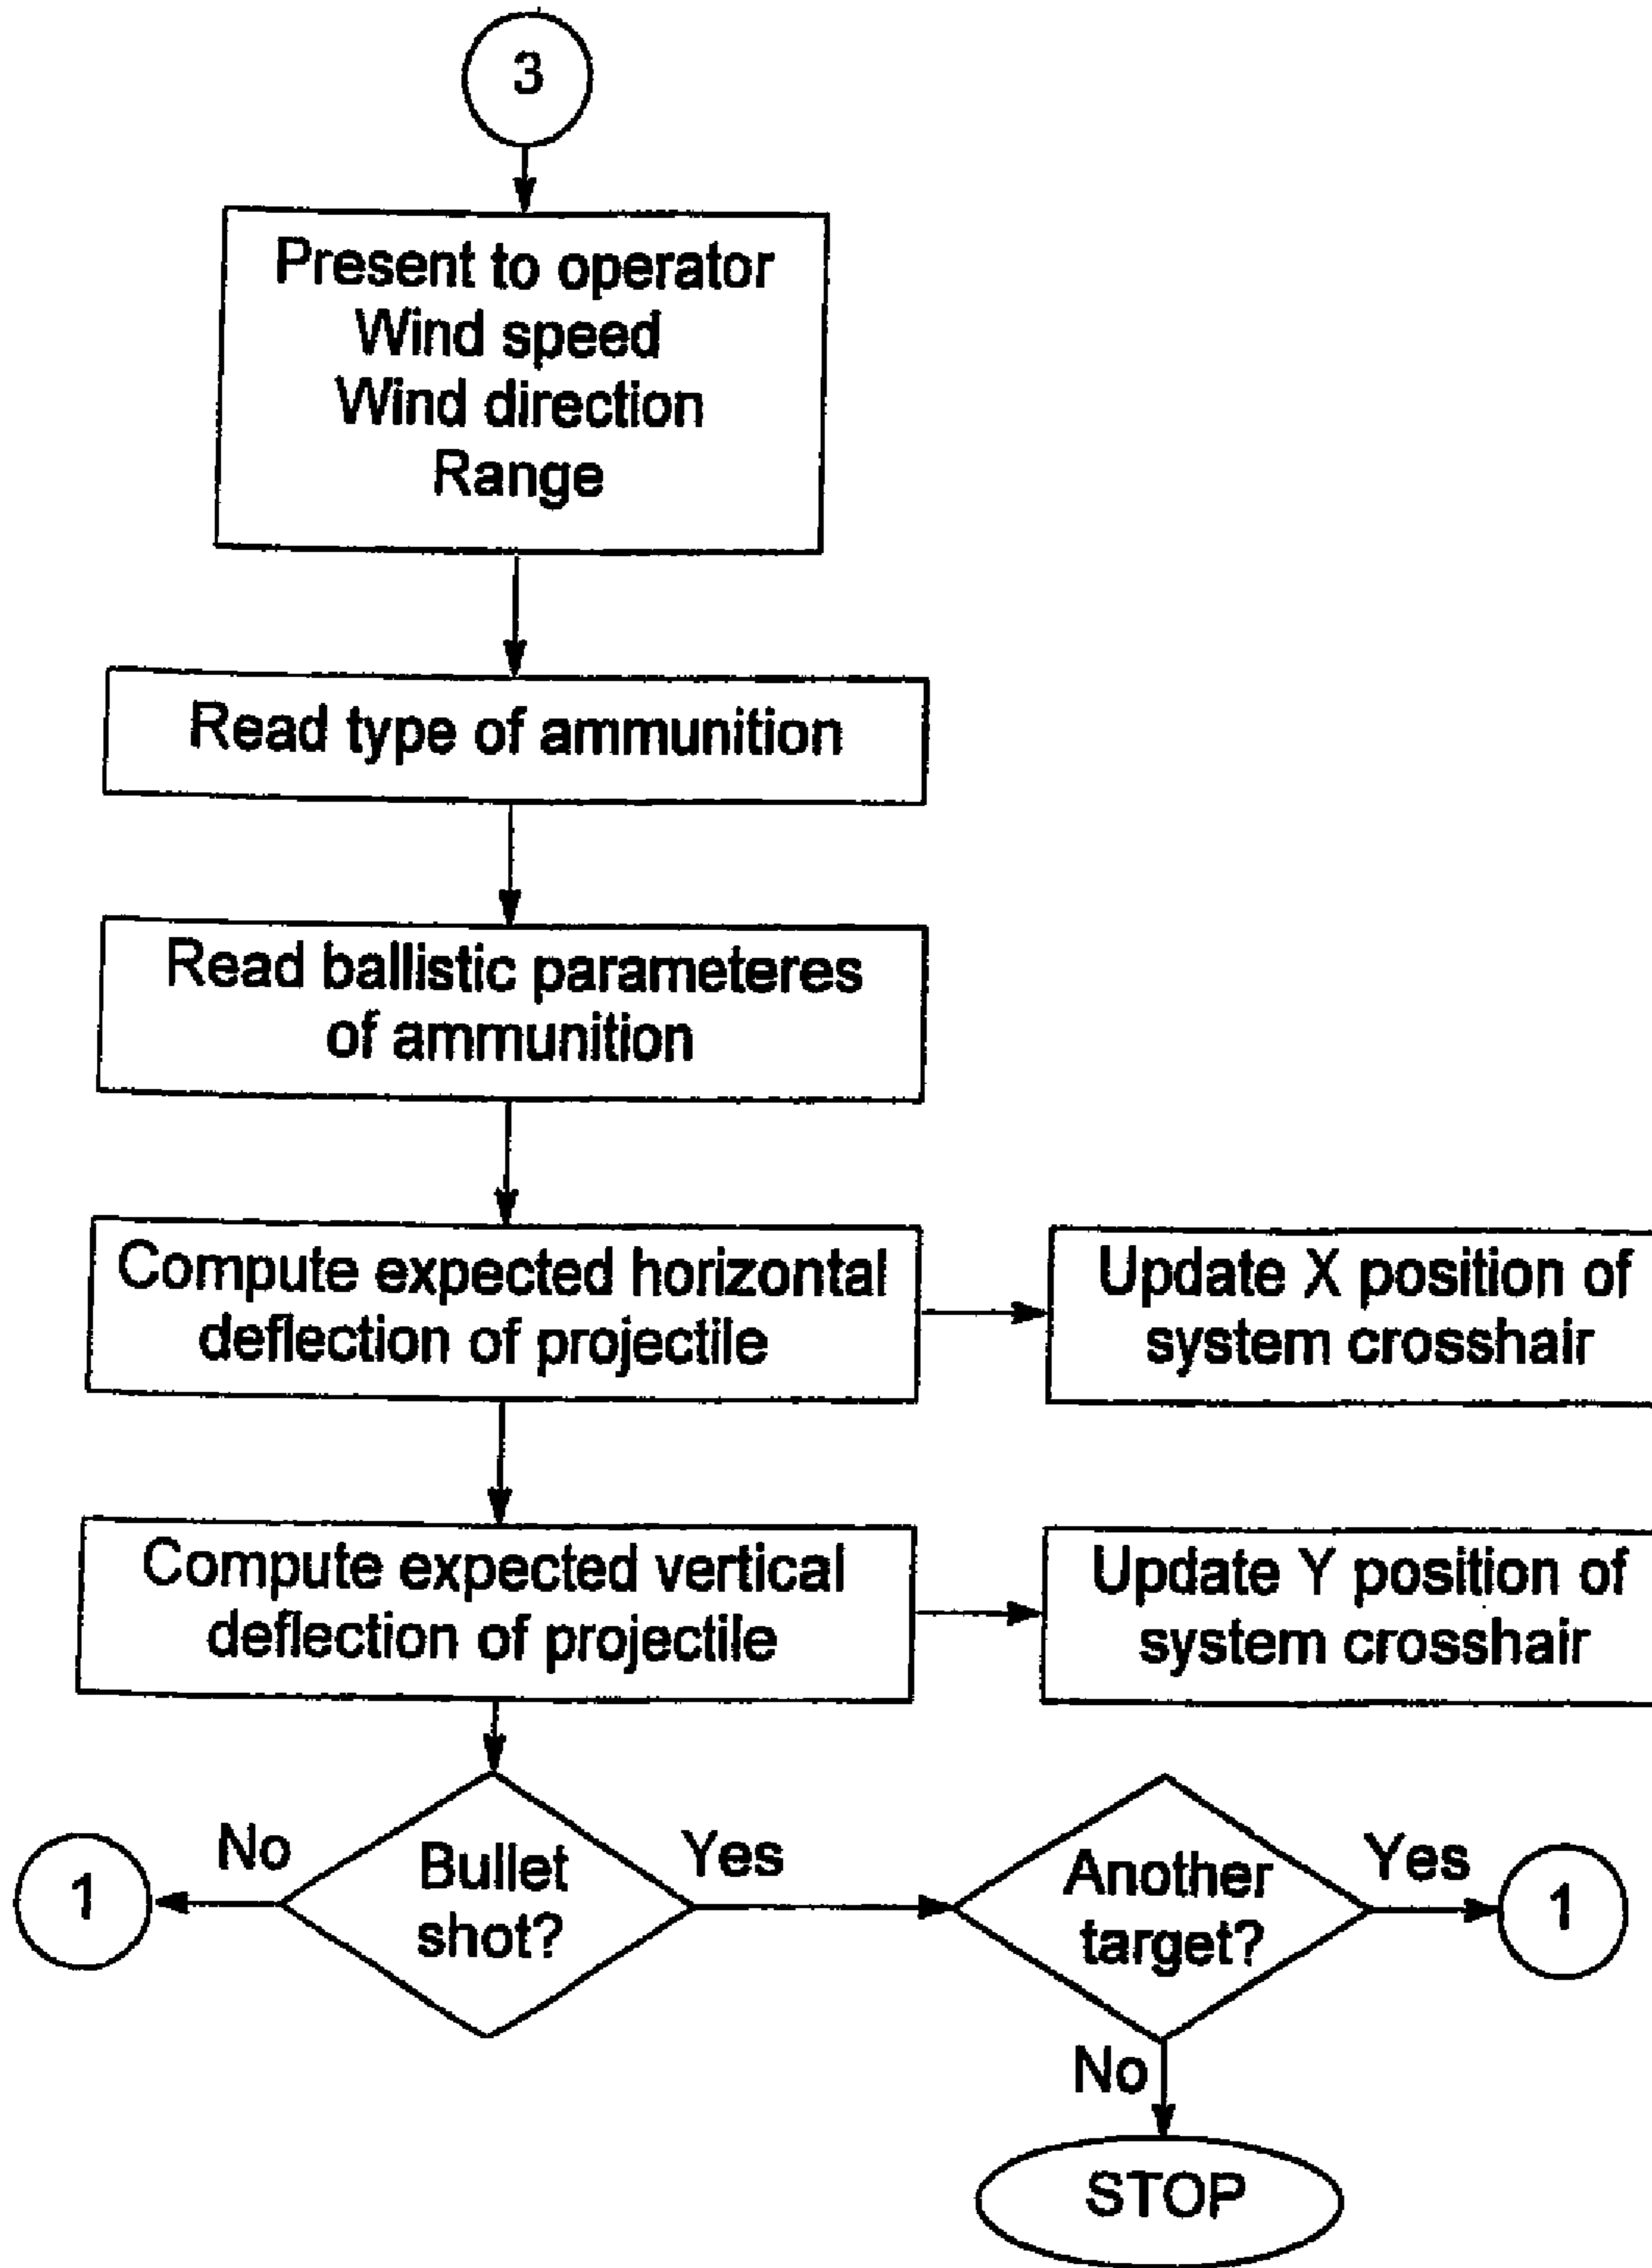 3
Present to operator
Wind speed
Wind direction
Range
Read type of ammunition
Read ballistic parameteres
of ammunition
Compute expected horizontal
deflection of projectile
Update X position of
system crosshair
Compute expected vertical
deflection of projectile
Update Y position of
system crosshair
1
No
Bullet
shot?
Yes
Another
target?
Yes
1
No
STOP